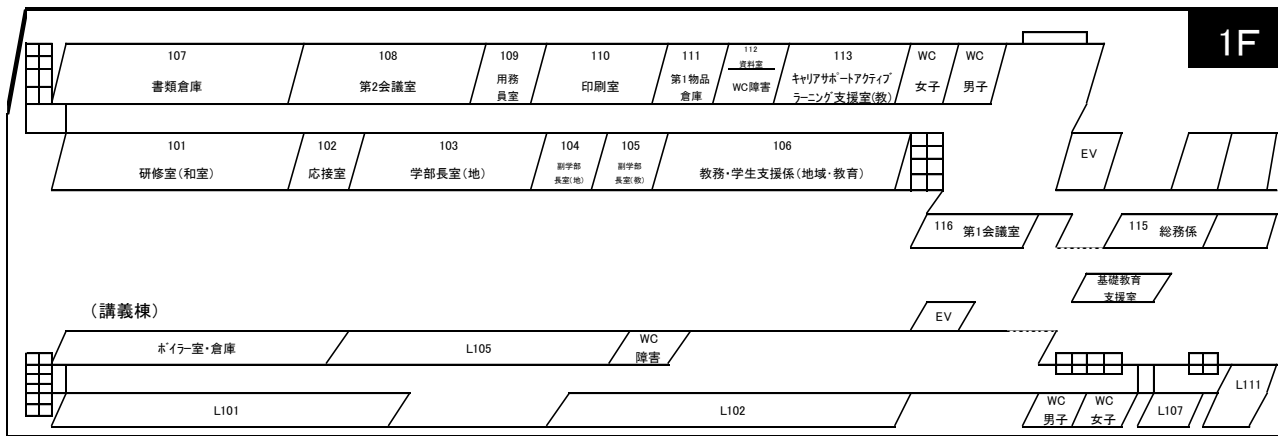 1F
107
書類倉庫
108
第2会議室
109
用務
員室
110
印刷室
111
第1物品
倉庫
112
資料室
WC障害
113
ｷｬﾘｱｻﾎﾟｰﾄアクティブ
ラーニング支援室(教)
WC
女子
WC
男子
101
研修室(和室)
102
応接室
103
学部長室(地)
104
副学部
長室(地)
105
副学部
長室(教)
106
教務・学生支援係(地域・教育)
EV
116 第1会議室
115 総務係
基礎教育
支援室
(講義棟)
EV
ﾎﾞｲﾗｰ室・倉庫
L105
WC
障害
L111
L101
L102
WC
男子
WC
女子
L107